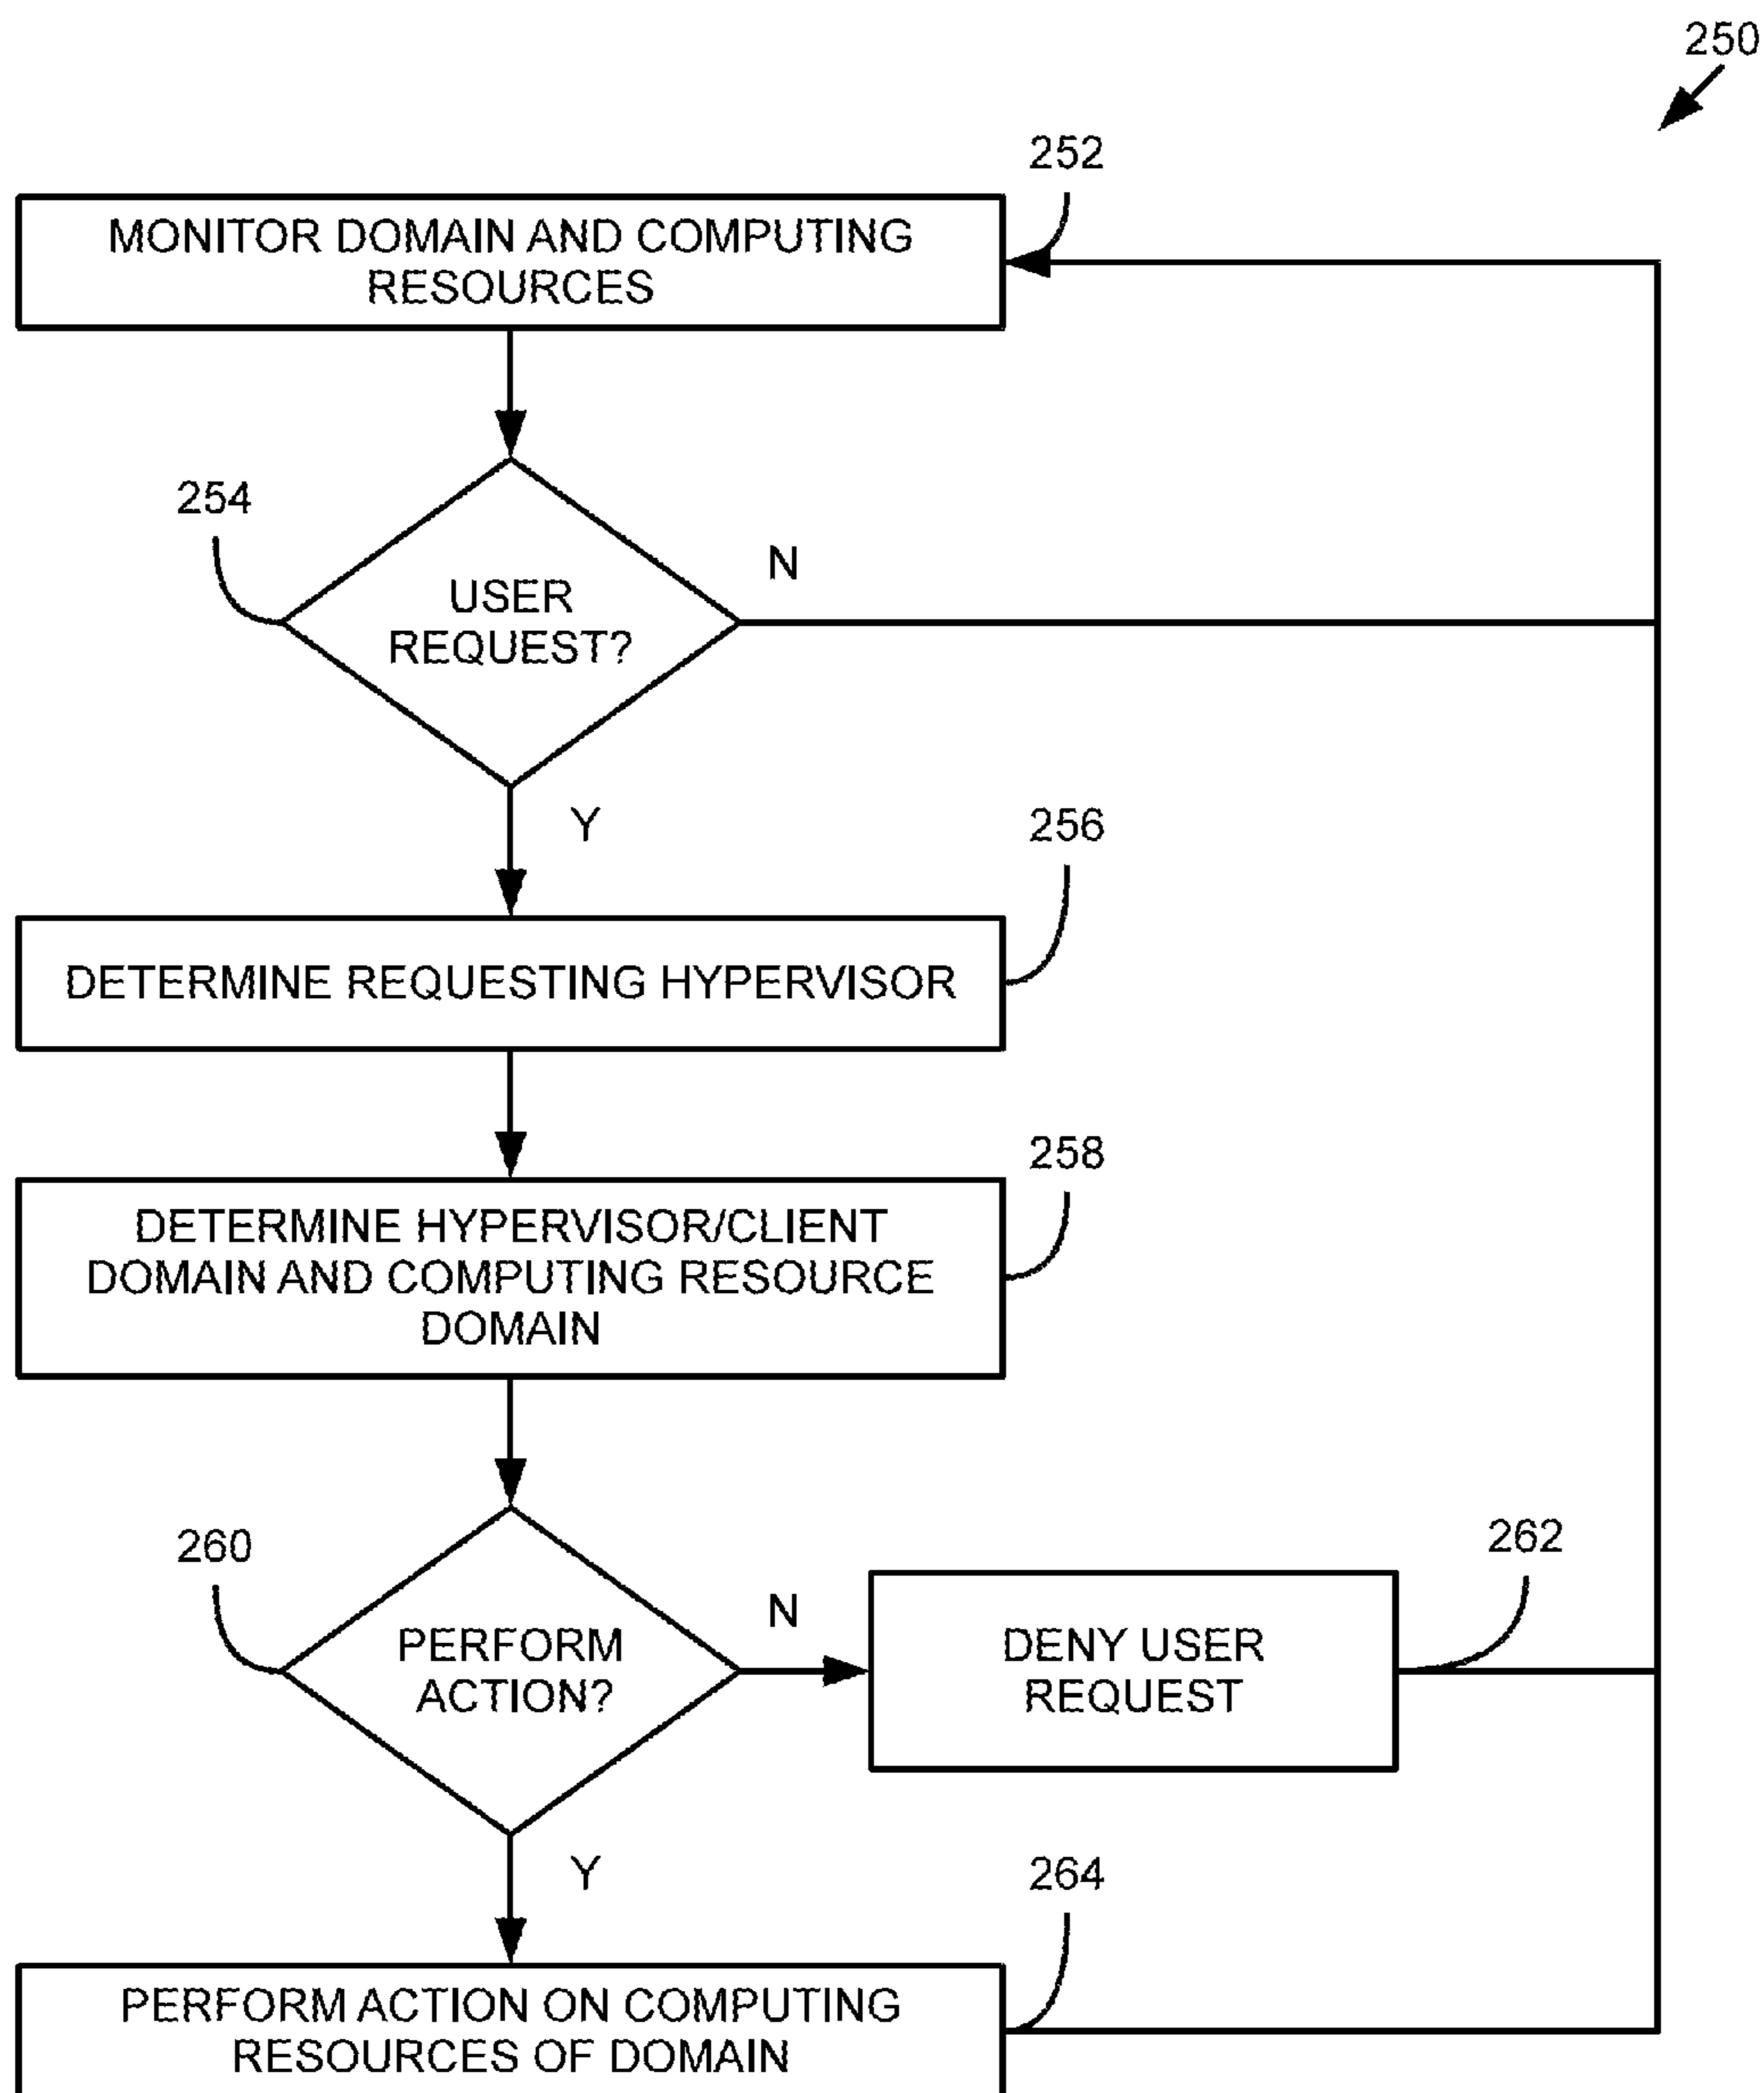 250
252
MONITOR DOMAIN AND COMPUTING
RESOURCES
254
N
USER
REQUEST?
Y
256
DETERMINE REQUESTING HYPERVISOR
258
DETERMINE HYPERVISOR/CLIENT
DOMAIN AND COMPUTING RESOURCE
DOMAIN
260
262
N
PERFORM
ACTION?
DENY USER
REQUEST
Y
264
PERFORM ACTION ON COMPUTING
RESOURCES OF DOMAIN